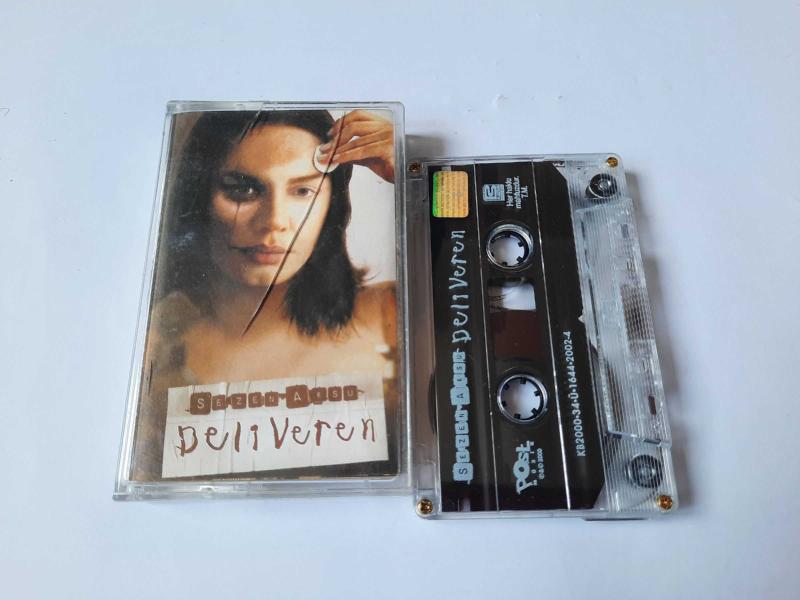 SEZEN AKSU
Deli Veren
SEZEN AKSU Deli Veren
Her hakkı
mahfuzdur.
T.M.
POST
KB2000•34•Ü•1644•2002-4